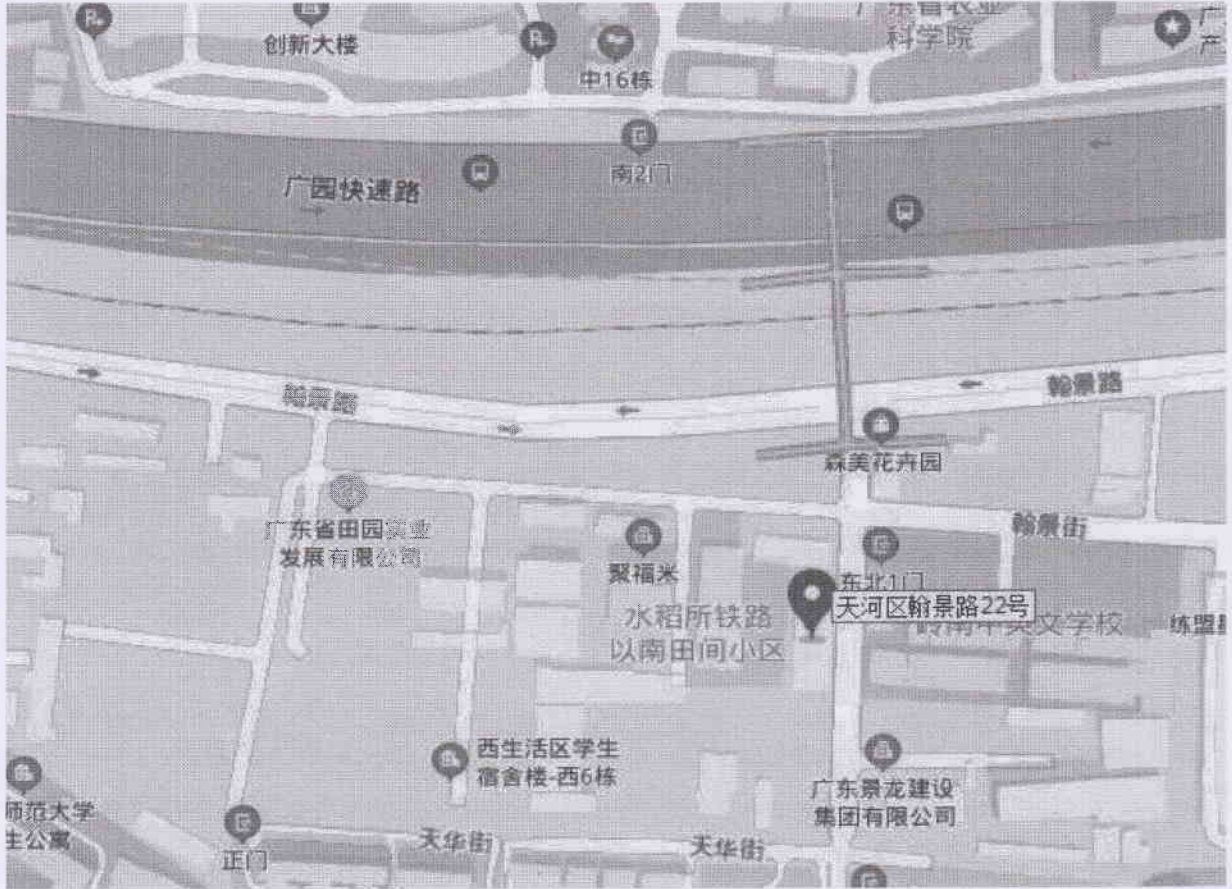 创新大楼
中16栋
科学院
南2门
广园快速路
翰景路
翰景路
森美花卉园
广东省田园实业
发展有限公司
翰景街
聚福米
东北1门
天河区翰景路22号
水稻所铁路
以南田间小区
西生活区学生
宿舍楼-西6栋
广东景龙建设
集团有限公司
师范大学
生公寓
正门
天华街
天华街